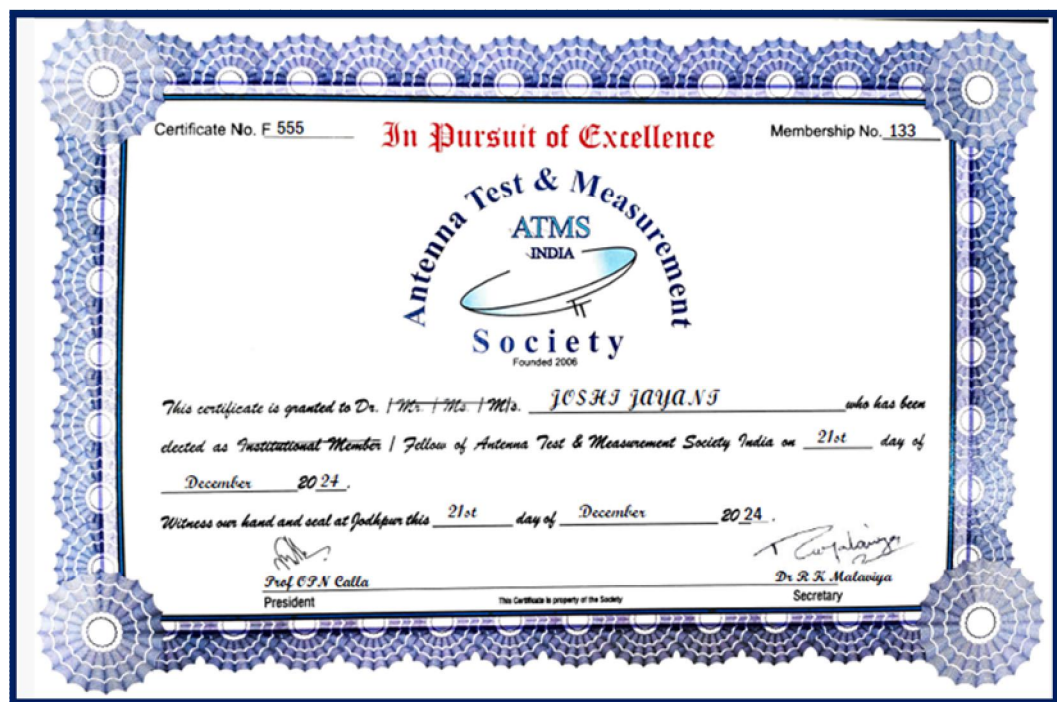 Certificate No. F 555
In Pursuit of Excellence
Membership No. 133
Antenna Test & Measurement
ATMS
INDIA
Society
Founded 2006
This certificate is granted to Dr. / Mr. / Ms. / M/s. JOSHI JAYANT who has been
elected as Institutional Member / Fellow of Antenna Test & Measurement Society India on 21st day of
December 2024.
Witness our hand and seal at Jodhpur this 21st day of December 2024.
Prof OPN Calla
President
This Certificate is property of the Society
Dr R K Malaviya
Secretary